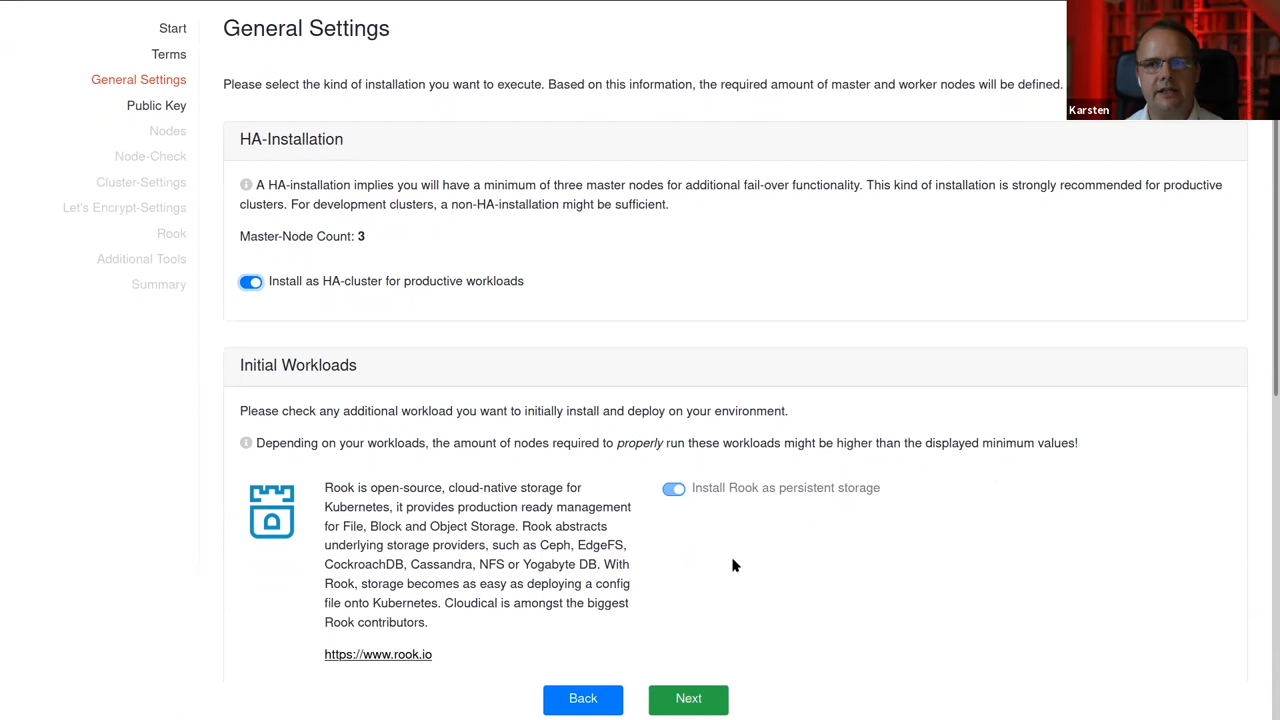 Start
Terms
General Settings
Public Key
Nodes
Node-Check
Cluster-Settings
Let's Encrypt-Settings
Rook
Additional Tools
Summary
General Settings
Please select the kind of installation you want to execute. Based on this information, the required amount of master and worker nodes will be defined.
HA-Installation
A HA-installation implies you will have a minimum of three master nodes for additional fail-over functionality. This kind of installation is strongly recommended for productive
clusters. For development clusters, a non-HA-installation might be sufficient.
Master-Node Count: 3
Install as HA-cluster for productive workloads
Initial Workloads
Please check any additional workload you want to initially install and deploy on your environment.
Depending on your workloads, the amount of nodes required to properly run these workloads might be higher than the displayed minimum values!
Rook is open-source, cloud-native storage for
Kubernetes, it provides production ready management
for File, Block and Object Storage. Rook abstracts
underlying storage providers, such as Ceph, EdgeFS,
CockroachDB, Cassandra, NFS or Yogabyte DB. With
Rook, storage becomes as easy as deploying a config
file onto Kubernetes. Cloudical is amongst the biggest
Rook contributors.
https://www.rook.io
Install Rook as persistent storage
Back
Next
Karsten